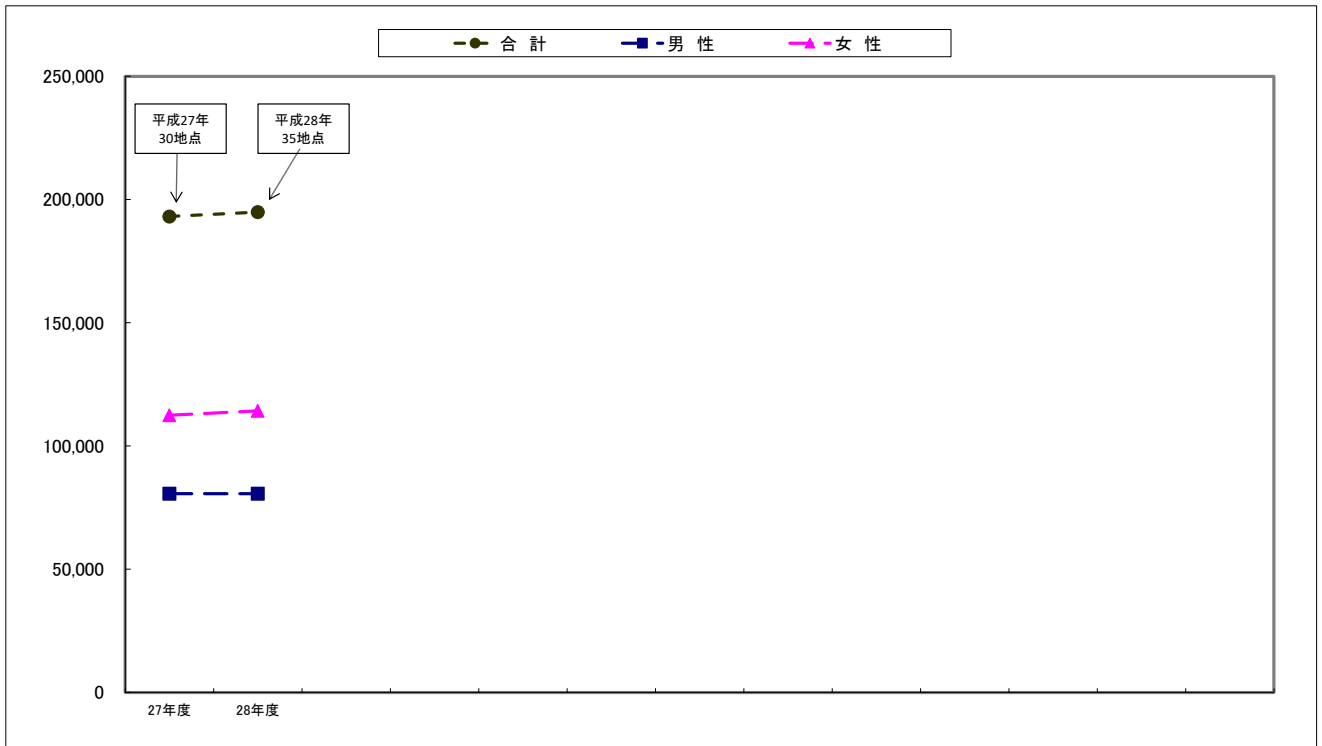 合 計 男 性 女 性
250,000
平成27年
30地点
平成28年
35地点
200,000
150,000
100,000
50,000
0
27年度 28年度